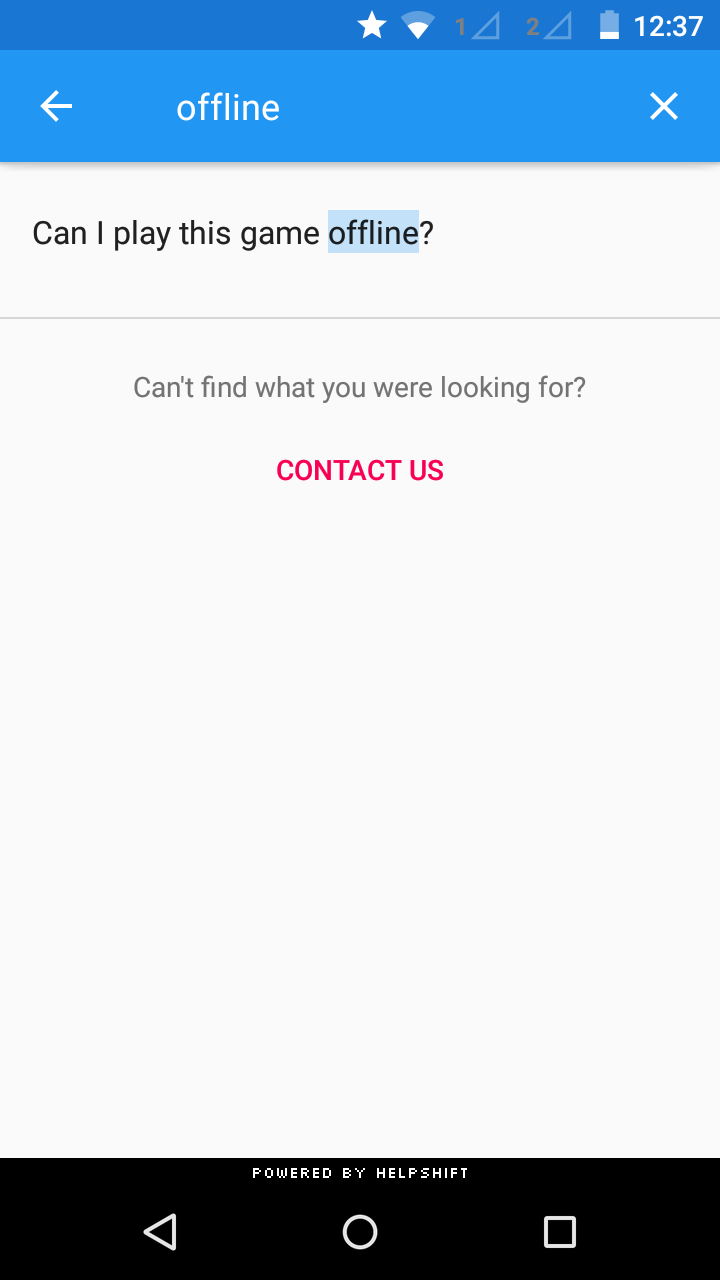 1 2 12:37
offline
Can I play this game offline?
Can't find what you were looking for?
CONTACT US
POWERED BY HELPSHIFT